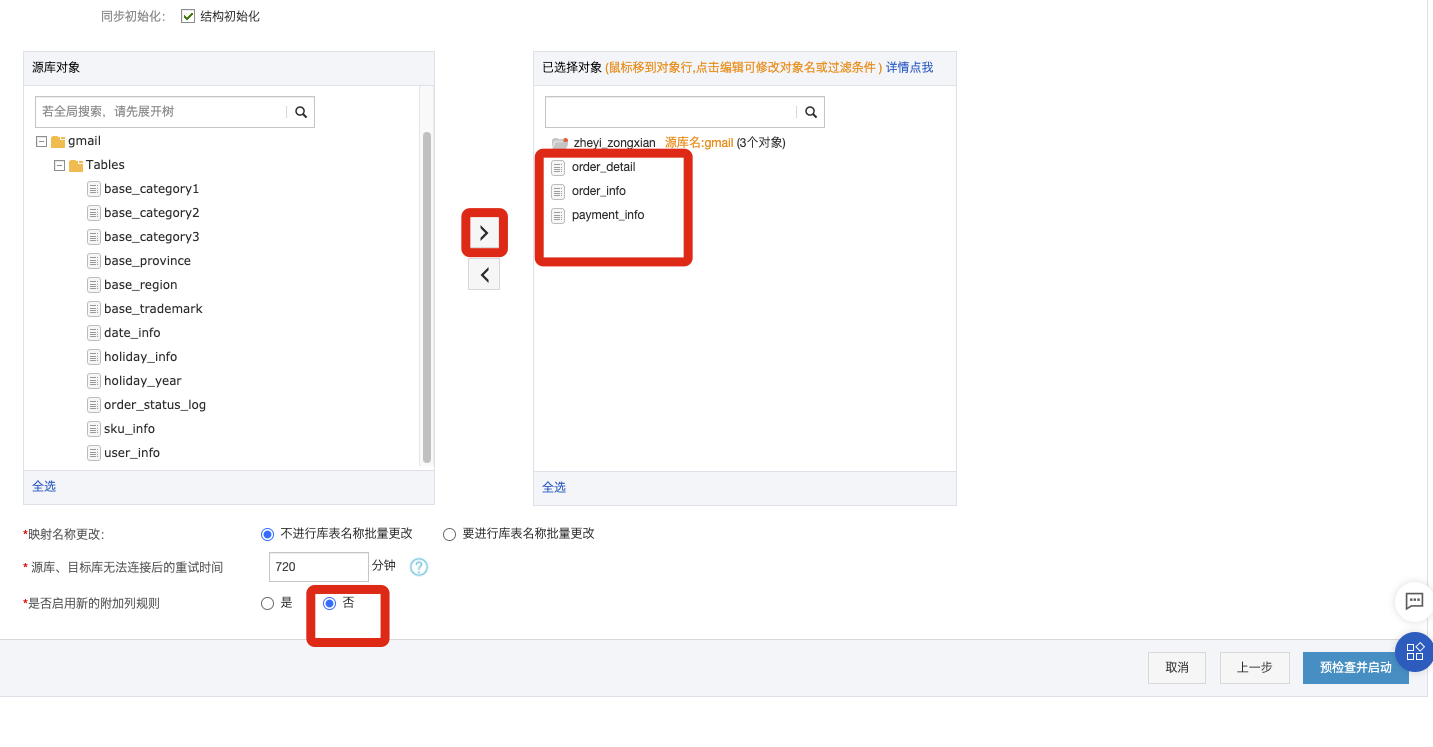 同步初始化： 结构初始化
源库对象
若全局搜索，请先展开树
gmail
Tables
base_category1
base_category2
base_category3
base_province
base_region
base_trademark
date_info
holiday_info
holiday_year
order_status_log
sku_info
user_info
全选
已选择对象 (鼠标移到对象行,点击编辑可修改对象名或过滤条件 ) 详情点我
zheyi_zongxian 源库名:gmail (3个对象)
order_detail
order_info
payment_info
全选
*映射名称更改: 不进行库表名称批量更改 要进行库表名称批量更改
* 源库、目标库无法连接后的重试时间 720 分钟 ?
*是否启用新的附加列规则 是 否
取消 上一步 预检查并启动